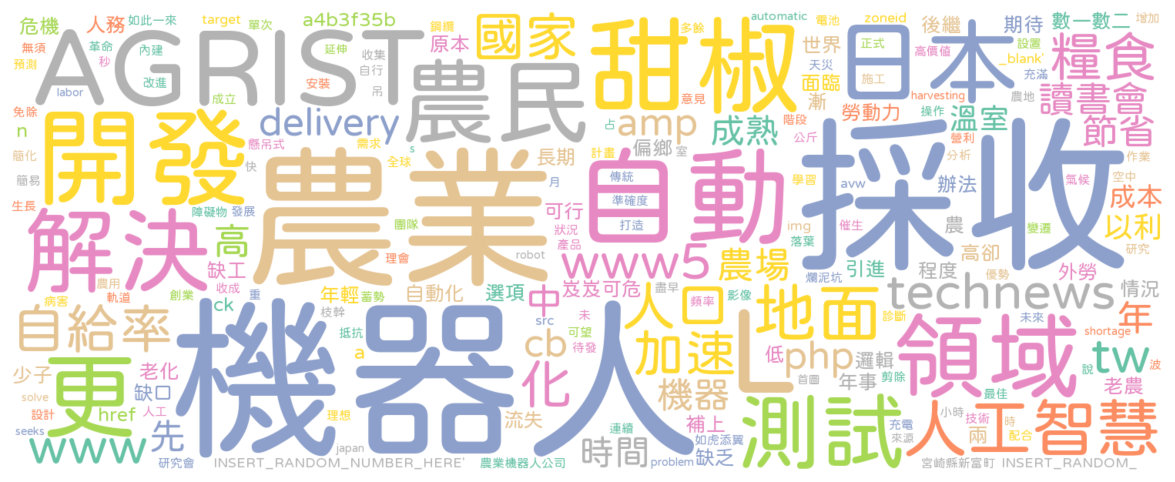 危機 人務 如此一來 target 單次 a4b3f35b 鋼纜 原本 國家 多餘 automatic 電池 zoneid 後繼 期待 數一數二 增加
無須 革命 內建 延伸 收集 世界 正式 高價值 設置
預測 秒 改進 AGRIST 自行 農民 甜椒 天災 面臨 日本 _blank' 充滿 糧食
labor 成立 安裝 吊 意見 施工 漸 harvesting 農地 讀書會
免除 開發 delivery 占 amp 成熟 階段 勞動力 操作 溫室 節省
n 懸吊式 需求 s 偏鄉 室 公斤 營利
簡化 快 全球 計畫 長期 自動 學習 分析 作業
簡易 農業 月 傳統 avw 辦法 採收 氣候 空中
生長 障礙物 發展 團隊 可行 準確度 img 催生 農 變遷 成本
解決 高 理會 狀況 打造 落葉 高卻 研究 以利
缺工 robot 產品 www5 農場 爛泥坑 引進 程度 優勢 外勞
病害 農用 收成 重 年輕 蓄勢 自動化 選項 中 岌岌可危 盡早 頻率 影像 technews 情況
軌道 創業 ck 枝幹 src 未 人口 地面 診斷 未來 年
自給率 機器人 抵抗 cb 可望 加速 L 低 php 邏輯 領域 shortage
少子 更 老化 a 化 待發 機器 首圖 年事 剪除 說 tw 波
solve href 缺口 流失 補上 最佳 老農
設計 人工 理想 連續 測試 充電 小時 技術 時 人工智慧
seeks www 先 japan 時間 如虎添翼 來源 兩 配合
研究會 INSERT_RANDOM_NUMBER_HERE' 農業機器人公司 problem 缺乏 宮崎縣新富町 INSERT_RANDOM_